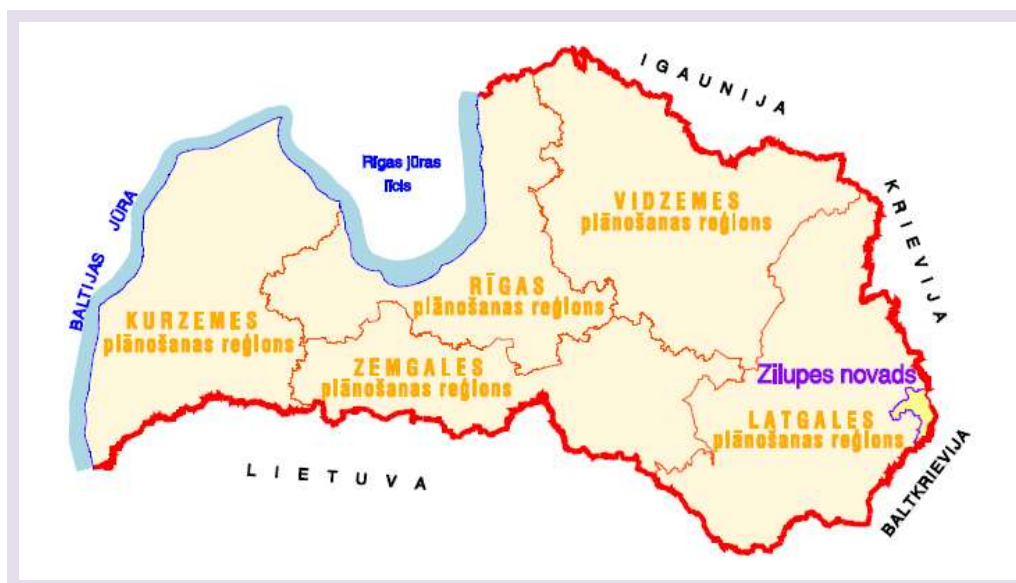 IGAUNIJA
Rīgas jūras
līcis
BALTIJAS JŪRA
KRIEVIJA
VIDZEMES
plānošanas reģions
RĪGAS
plānošanas reģions
KURZEMES
plānošanas reģions
ZEMGALES
plānošanas reģions
Zilupes novads
LATGALES
plānošanas reģions
LIETUVA
BALTKRIEVIJA